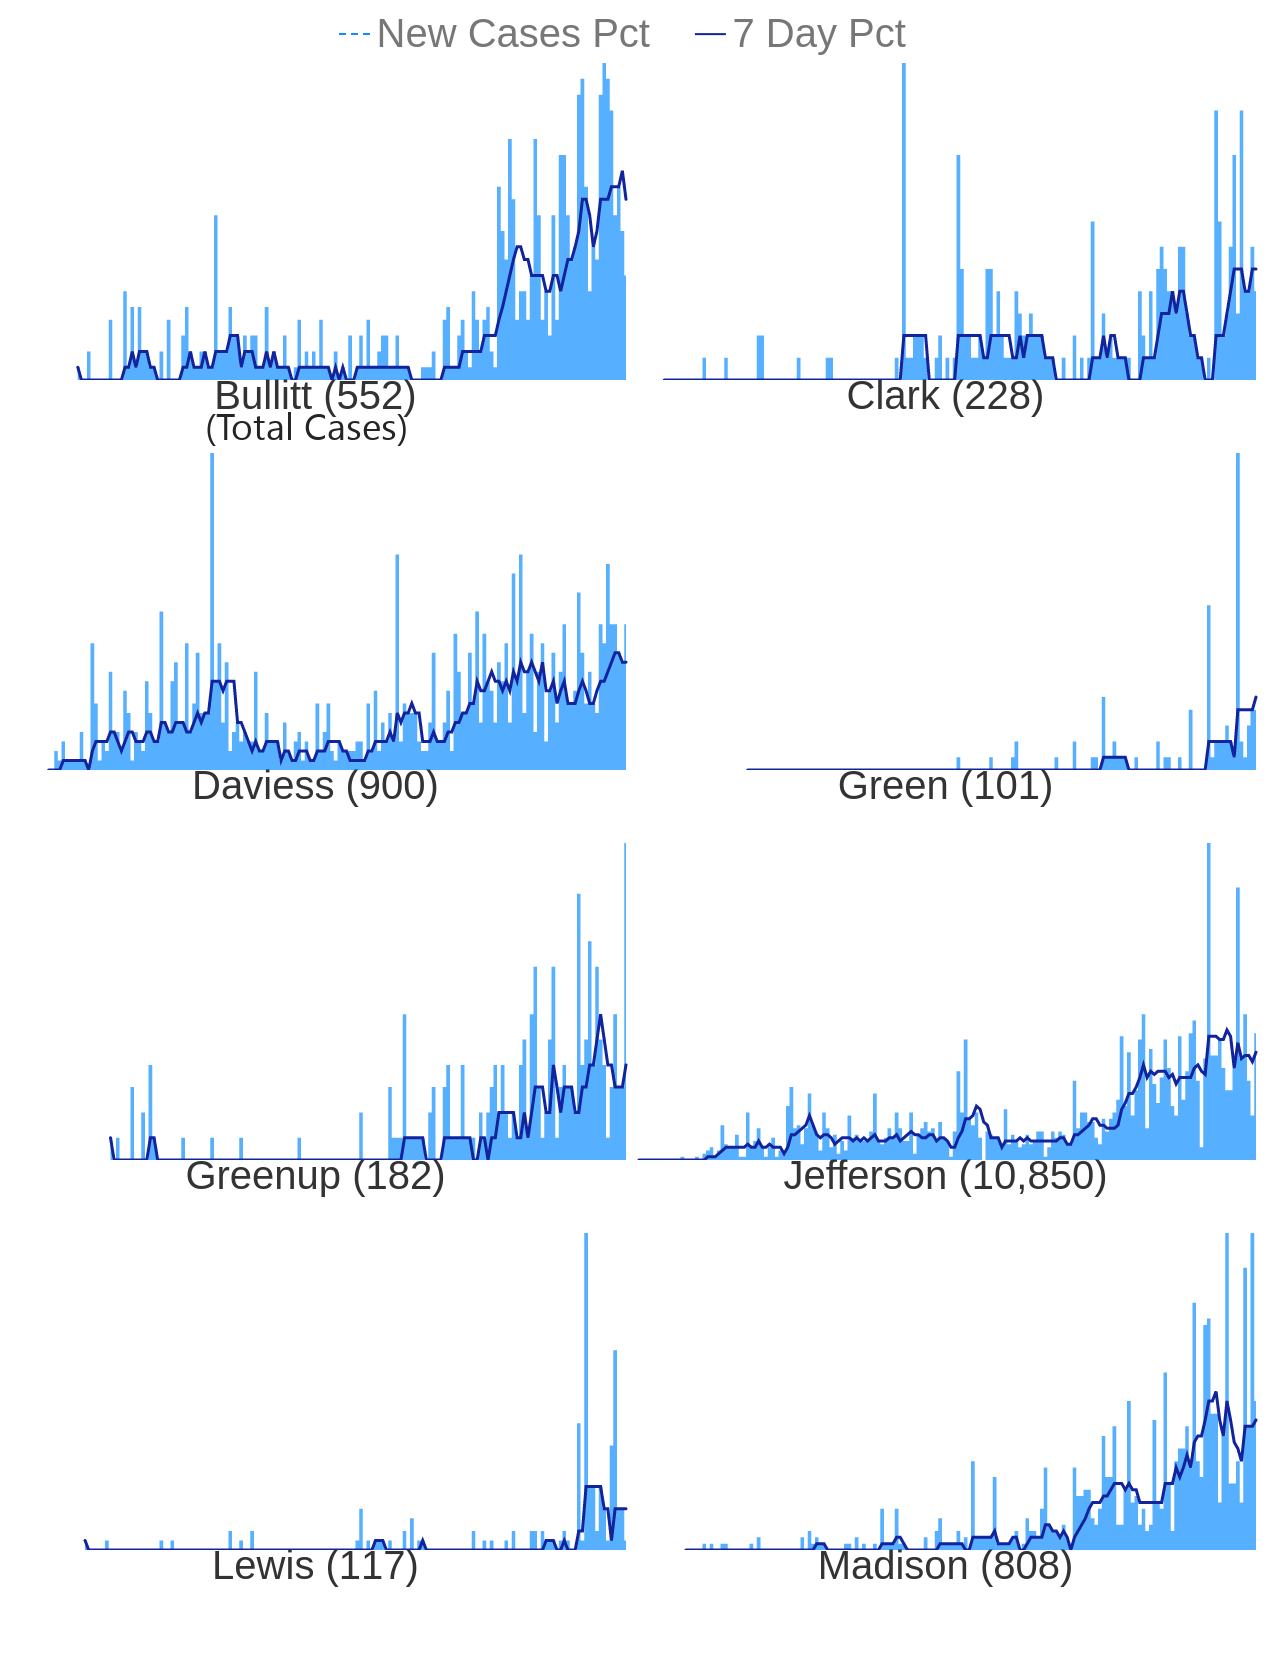 New Cases Pct 7 Day Pct
Bullitt (552) Clark (228)
(Total Cases)
Daviess (900) Green (101)
Greenup (182) Jefferson (10,850)
Lewis (117) Madison (808)